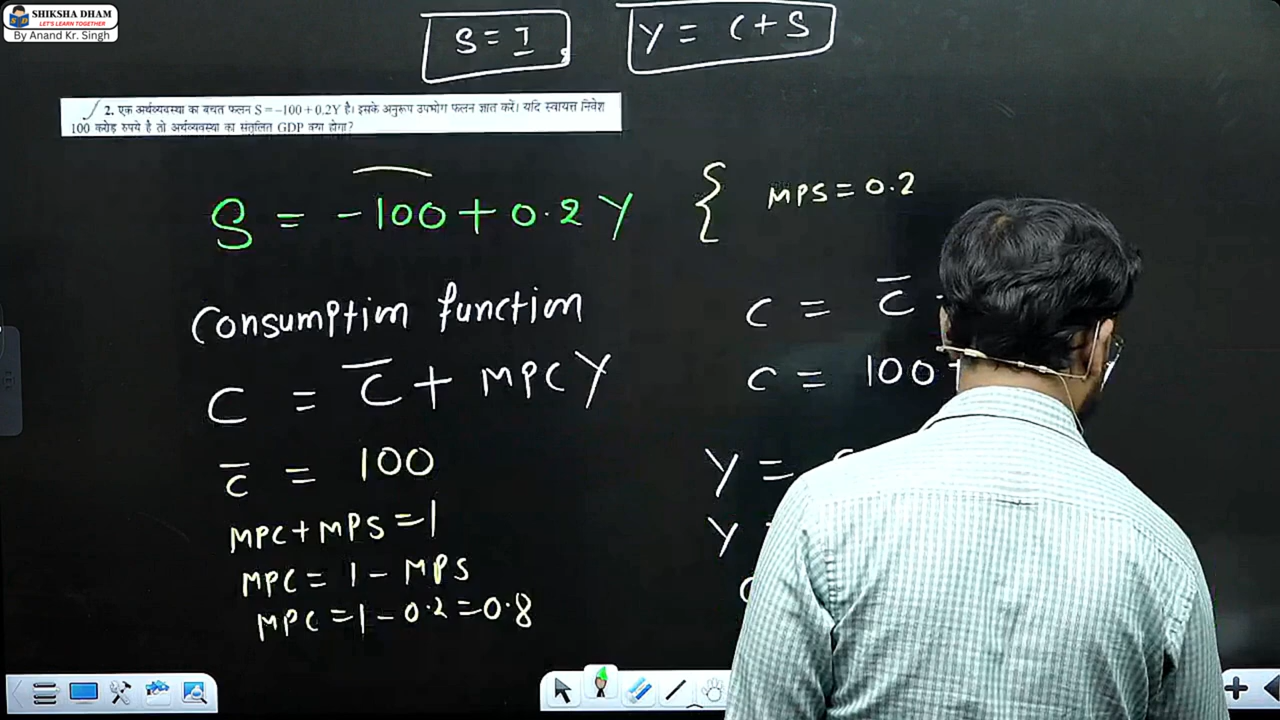 SHIKSHA DHAM
LET'S LEARN TOGETHER
By Anand Kr. Singh
S = I
Y = C + S
2. एक अर्थव्यवस्था का बचत फलन S = –100 + 0.2Y है। इसके अनुरूप उपभोग फलन ज्ञात करें। यदि स्वायत्त निवेश
100 करोड़ रुपये है तो अर्थव्यवस्था का संतुलित GDP क्या होगा?
S = -100 + 0.2 Y
MPS = 0.2
Consumption function
C = C̅ + MPC Y
C̅ = 100
MPC + MPS = 1
MPC = 1 - MPS
MPC = 1 - 0.2 = 0.8
C = C̅
C = 100 +
Y =
Y